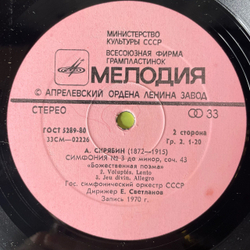 МИНИСТЕРСТВО
КУЛЬТУРЫ СССР
ВСЕСОЮЗНАЯ ФИРМА
ГРАМПЛАСТИНОК
МЕЛОДИЯ
АПРЕЛЕВСКИЙ ОРДЕНА ЛЕНИНА ЗАВОД
СТЕРЕО
33
ГОСТ 5289-80
33СМ—02226
2 сторона
Гр. 2. 1-20
А. СКРЯБИН (1872—1915)
СИМФОНИЯ № 3 до минор, соч. 43
«Божественная поэма»
2. Voluptés. Lento
3. Jeu divin. Allegro
Гос. симфонический оркестр СССР
Дирижер Е. Светланов
Запись 1970 г.